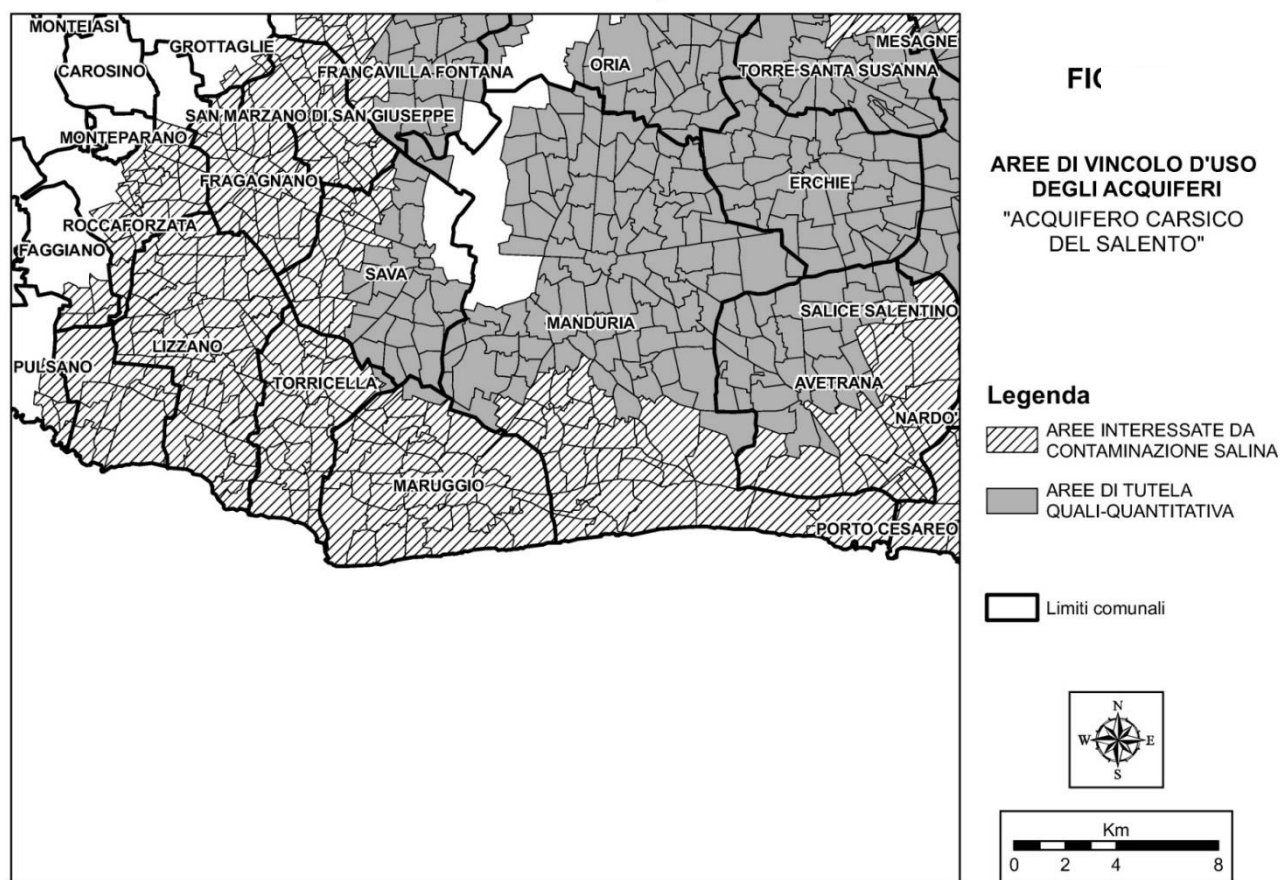 MONTEIASI
GROTTAGLIE
CAROSINO
FRANCAVILLA FONTANA
ORIA
MESAGNE
TORRE SANTA SUSANNA
SAN MARZANO DI SAN GIUSEPPE
MONTEPARANO
FRAGAGNANO
ERCHIE
ROCCAFORZATA
FAGGIANO
SAVA
SALICE SALENTINO
MANDURIA
LIZZANO
PULSANO
TORRICELLA
AVETRANA
NARDO'
MARUGGIO
PORTO CESAREO
AREE DI VINCOLO D'USO
DEGLI ACQUIFERI
"ACQUIFERO CARSICO
DEL SALENTO"
Legenda
AREE INTERESSATE DA
CONTAMINAZIONE SALINA
AREE DI TUTELA
QUALI-QUANTITATIVA
Limiti comunali
N
W E
S
Km
0 2 4 8